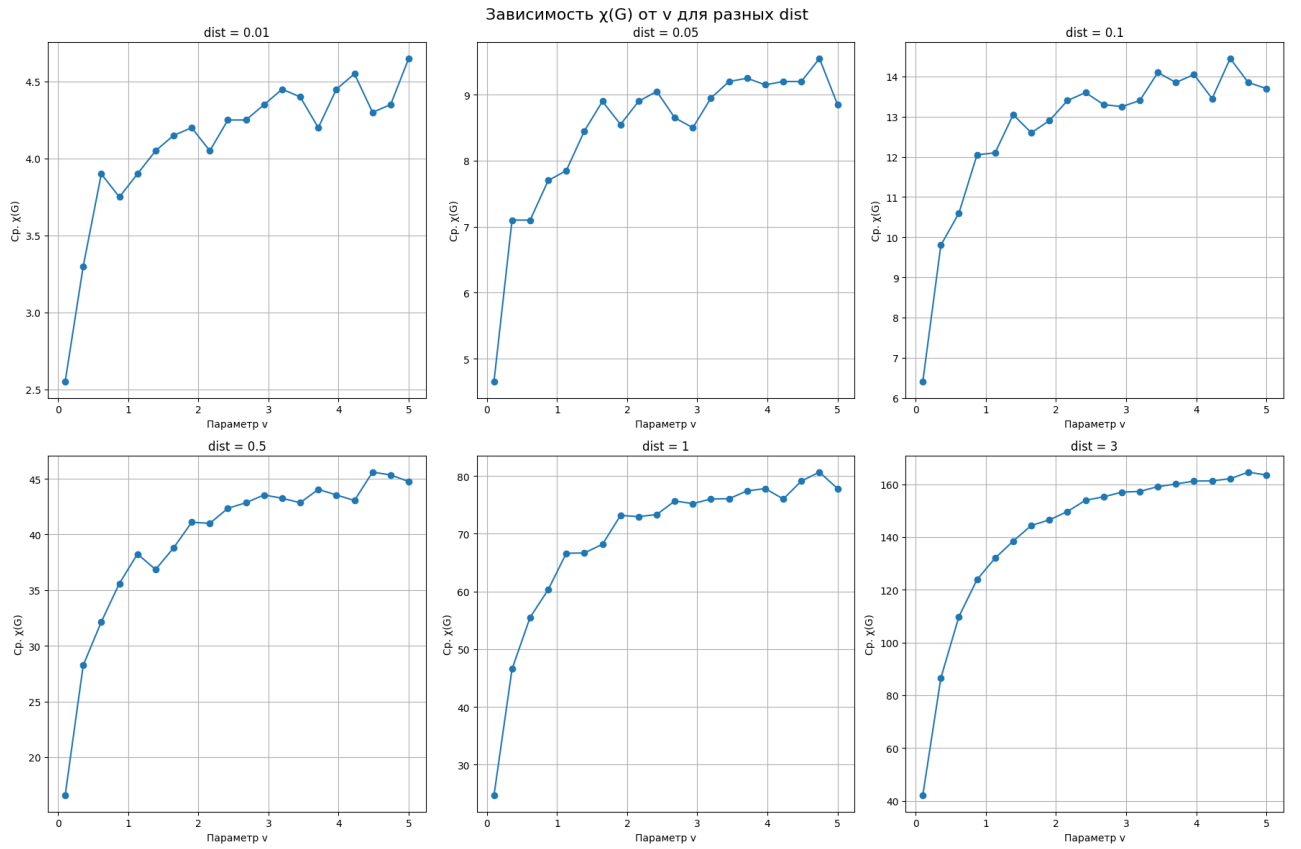 Зависимость χ(G) от v для разных dist
dist = 0.01
4.5
4.0
3.5
3.0
2.5
Ср. χ(G)
0 1 2 3 4 5
Параметр v
dist = 0.05
9
8
7
6
5
Ср. χ(G)
0 1 2 3 4 5
Параметр v
dist = 0.1
14
13
12
11
10
9
8
7
6
Ср. χ(G)
0 1 2 3 4 5
Параметр v
dist = 0.5
45
40
35
30
25
20
Ср. χ(G)
0 1 2 3 4 5
Параметр v
dist = 1
80
70
60
50
40
30
Ср. χ(G)
0 1 2 3 4 5
Параметр v
dist = 3
160
140
120
100
80
60
40
Ср. χ(G)
0 1 2 3 4 5
Параметр v